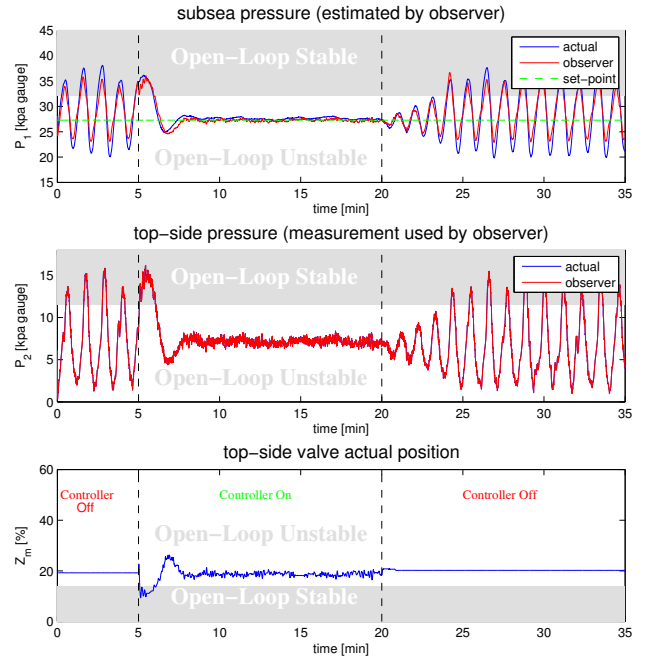 subsea pressure (estimated by observer)
45
40
35
30
25
20
15
P₁ [kpa gauge]
Open-Loop Stable
Open-Loop Unstable
actual
observer
set-point
0 5 10 15 20 25 30 35
time [min]
top-side pressure (measurement used by observer)
15
10
5
0
P₂ [kpa gauge]
Open-Loop Stable
Open-Loop Unstable
actual
observer
0 5 10 15 20 25 30 35
time [min]
top-side valve actual position
60
40
20
0
Zₘ [%]
Controller
Off
Controller On
Controller Off
Open-Loop Unstable
Open-Loop Stable
0 5 10 15 20 25 30 35
time [min]